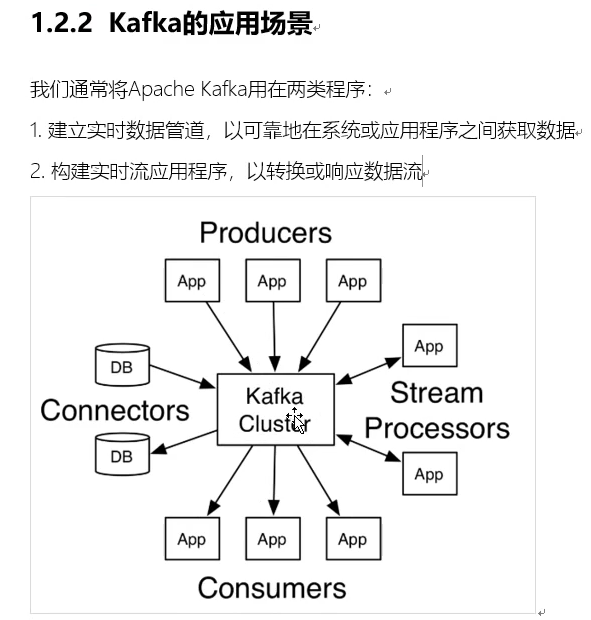 1.2.2 Kafka的应用场景
我们通常将Apache Kafka用在两类程序：
1. 建立实时数据管道，以可靠地在系统或应用程序之间获取数据
2. 构建实时流应用程序，以转换或响应数据流
Producers
App App App
DB
App
Kafka
Cluster
Connectors
Stream
Processors
DB
App
App App App
Consumers